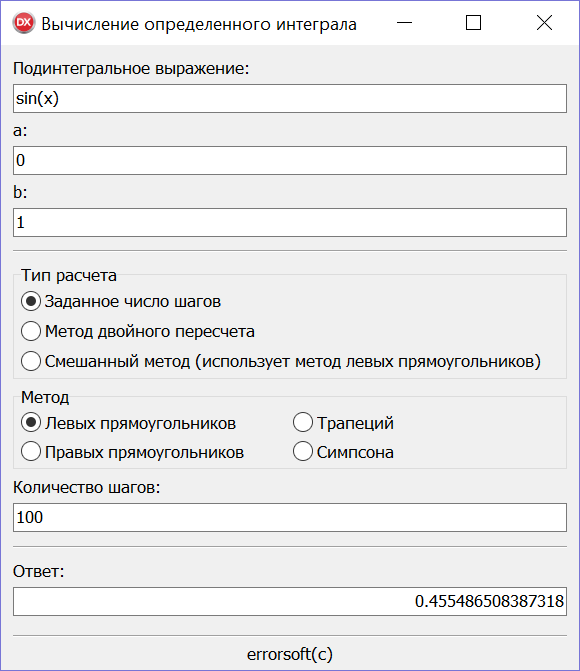 DX Вычисление определенного интеграла
Подинтегральное выражение:
sin(x)
a:
0
b:
1
Тип расчета
Заданное число шагов
Метод двойного пересчета
Смешанный метод (использует метод левых прямоугольников)
Метод
Левых прямоугольников Трапеций
Правых прямоугольников Симпсона
Количество шагов:
100
Ответ:
0.455486508387318
errorsoft(c)